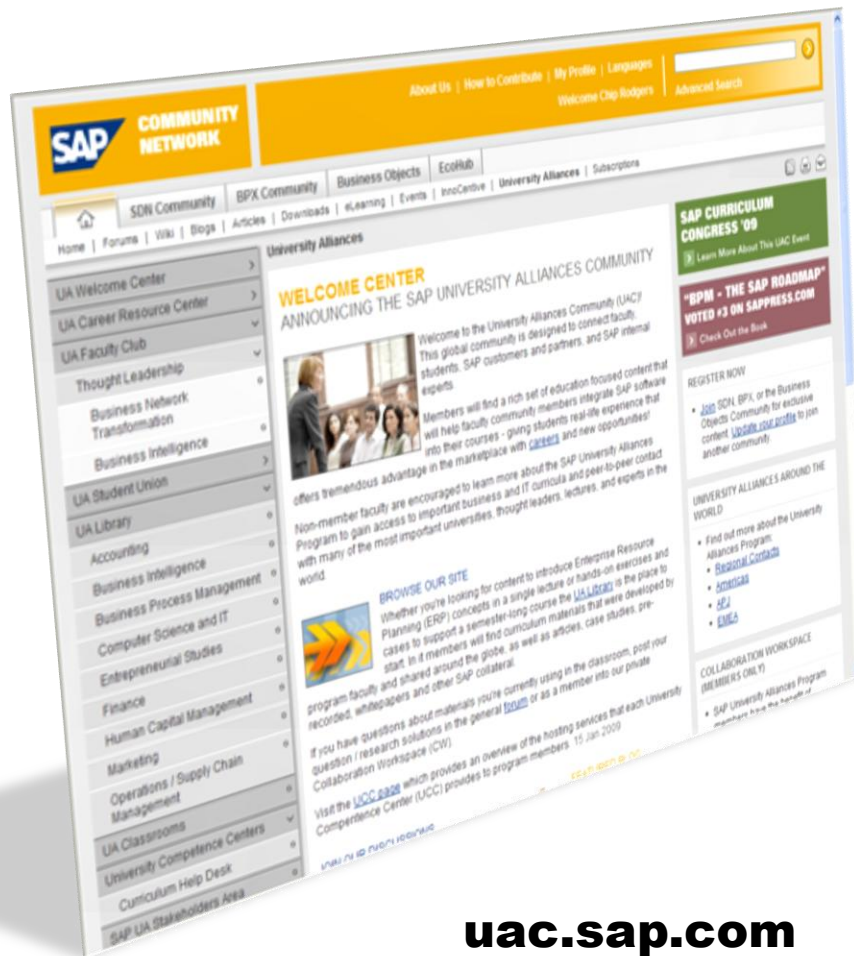 SAP
COMMUNITY
NETWORK
About Us | How to Contribute | My Profile | Languages
Welcome Chip Rodgers
Advanced Search
SDN Community
BPX Community
Business Objects
EcoHub
Home | Forums | Wiki | Blogs | Articles | Downloads | eLearning | Events | InnoCentive | University Alliances | Subscriptions
UA Welcome Center
UA Career Resource Center
UA Faculty Club
Thought Leadership
Business Network
Transformation
Business Intelligence
UA Student Union
UA Library
Accounting
Business Intelligence
Business Process Management
Computer Science and IT
Entrepreneurial Studies
Finance
Human Capital Management
Marketing
Operations / Supply Chain
Management
UA Classrooms
University Competence Centers
Curriculum Help Desk
SAP UA Stakeholders Area
University Alliances
WELCOME CENTER
ANNOUNCING THE SAP UNIVERSITY ALLIANCES COMMUNITY
Welcome to the University Alliances Community (UAC)!
This global community is designed to connect faculty,
students, SAP customers and partners, and SAP internal
experts
Members will find a rich set of education focused content that
will help faculty community members integrate SAP software
into their courses - giving students real-life experience that
offers tremendous advantage in the marketplace with careers and new opportunities!
Non-member faculty are encouraged to learn more about the SAP University Alliances
Program to gain access to important business and IT curricula and peer-to-peer contact
with many of the most important universities, thought leaders, lectures, and experts in the
world
BROWSE OUR SITE
Whether you're looking for content to introduce Enterprise Resource
Planning (ERP) concepts in a single lecture or hands-on exercises and
cases to support a semester-long course the UA Library is the place to
start. In it members will find curriculum materials that were developed by
program faculty and shared around the globe, as well as articles, case studies, pre-
recorded, whitepapers and other SAP collateral.
If you have questions about materials you're currently using in the classroom, post your
question / research solutions in the general forum or as a member into our private
Collaboration Workspace (CW).
Visit the UCC page which provides an overview of the hosting services that each University
Compentence Center (UCC) provides to program members. 15 Jan 2009
JOIN OUR DISCUSSIONS
SAP CURRICULUM
CONGRESS '09
Learn More About This UAC Event
"BPM - THE SAP ROADMAP"
VOTED #3 ON SAPPRESS.COM
Check Out the Book
REGISTER NOW
Join SDN, BPX, or the Business
Objects Community for exclusive
content. Update your profile to join
another community.
UNIVERSITY ALLIANCES AROUND THE
WORLD
Find out more about the University
Alliances Program:
Regional Contacts
Americas
APJ
EMEA
COLLABORATION WORKSPACE
(MEMBERS ONLY)
SAP University Alliances Program
members have the benefit of
uac.sap.com